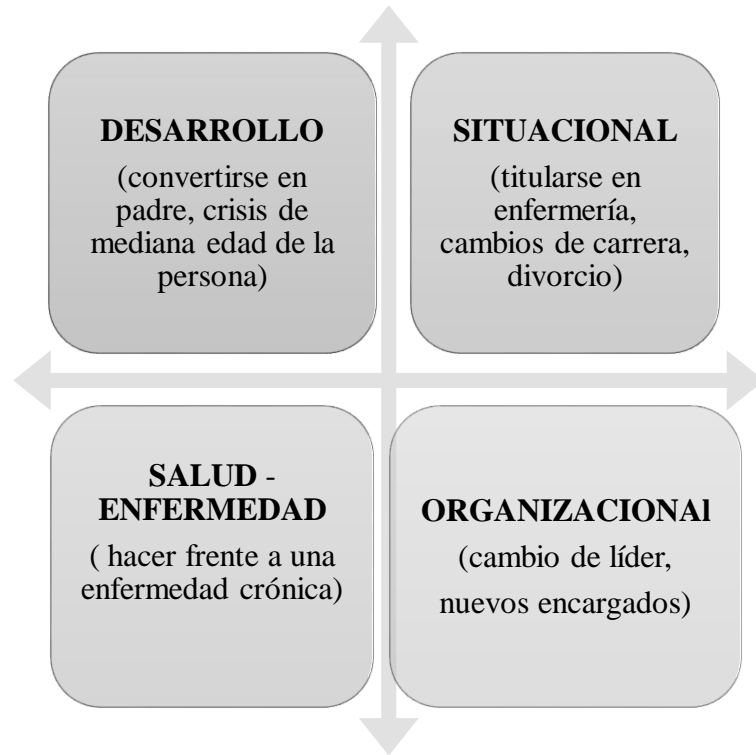 DESARROLLO
(convertirse en
padre, crisis de
mediana edad de la
persona)
SITUACIONAL
(titularse en
enfermería,
cambios de carrera,
divorcio)
SALUD -
ENFERMEDAD
( hacer frente a una
enfermedad crónica)
ORGANIZACIONAl
(cambio de líder,
nuevos encargados)